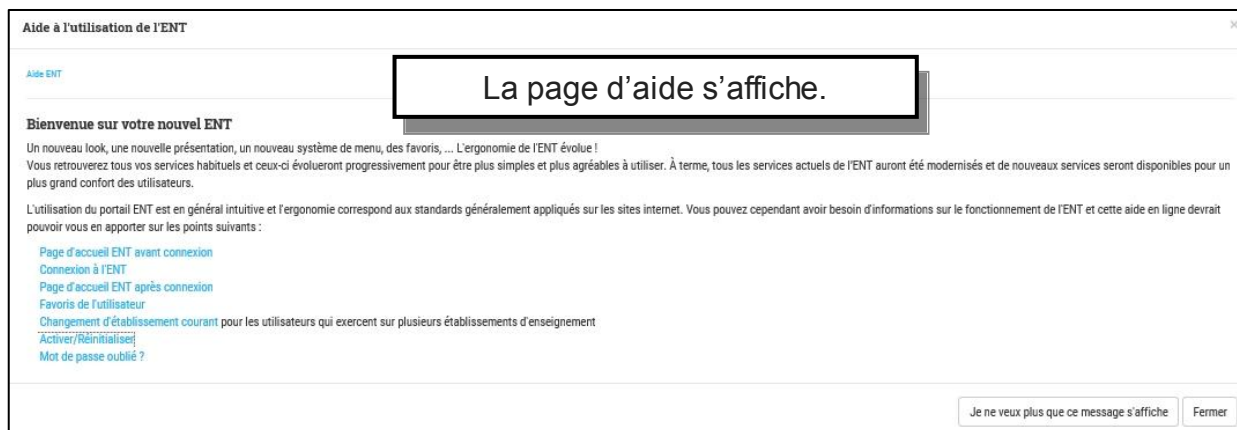 Aide à l'utilisation de l'ENT
×
Aide ENT
La page d’aide s’affiche.
Bienvenue sur votre nouvel ENT
Un nouveau look, une nouvelle présentation, un nouveau système de menu, des favoris, ... L'ergonomie de l'ENT évolue !
Vous retrouverez tous vos services habituels et ceux-ci évolueront progressivement pour être plus simples et plus agréables à utiliser. À terme, tous les services actuels de l'ENT auront été modernisés et de nouveaux services seront disponibles pour un
plus grand confort des utilisateurs.
L'utilisation du portail ENT est en général intuitive et l'ergonomie correspond aux standards généralement appliqués sur les sites internet. Vous pouvez cependant avoir besoin d'informations sur le fonctionnement de l'ENT et cette aide en ligne devrait
pouvoir vous en apporter sur les points suivants :
Page d'accueil ENT avant connexion
Connexion à l'ENT
Page d'accueil ENT après connexion
Favoris de l'utilisateur
Changement d'établissement courant pour les utilisateurs qui exercent sur plusieurs établissements d'enseignement
Activer/Réinitialiser
Mot de passe oublié ?
Je ne veux plus que ce message s'affiche
Fermer